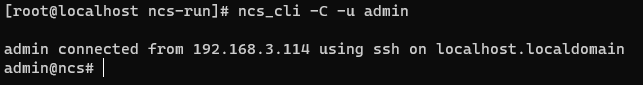 [root@localhost ncs-run]# ncs_cli -C -u admin
admin connected from 192.168.3.114 using ssh on localhost.localdomain
admin@ncs#